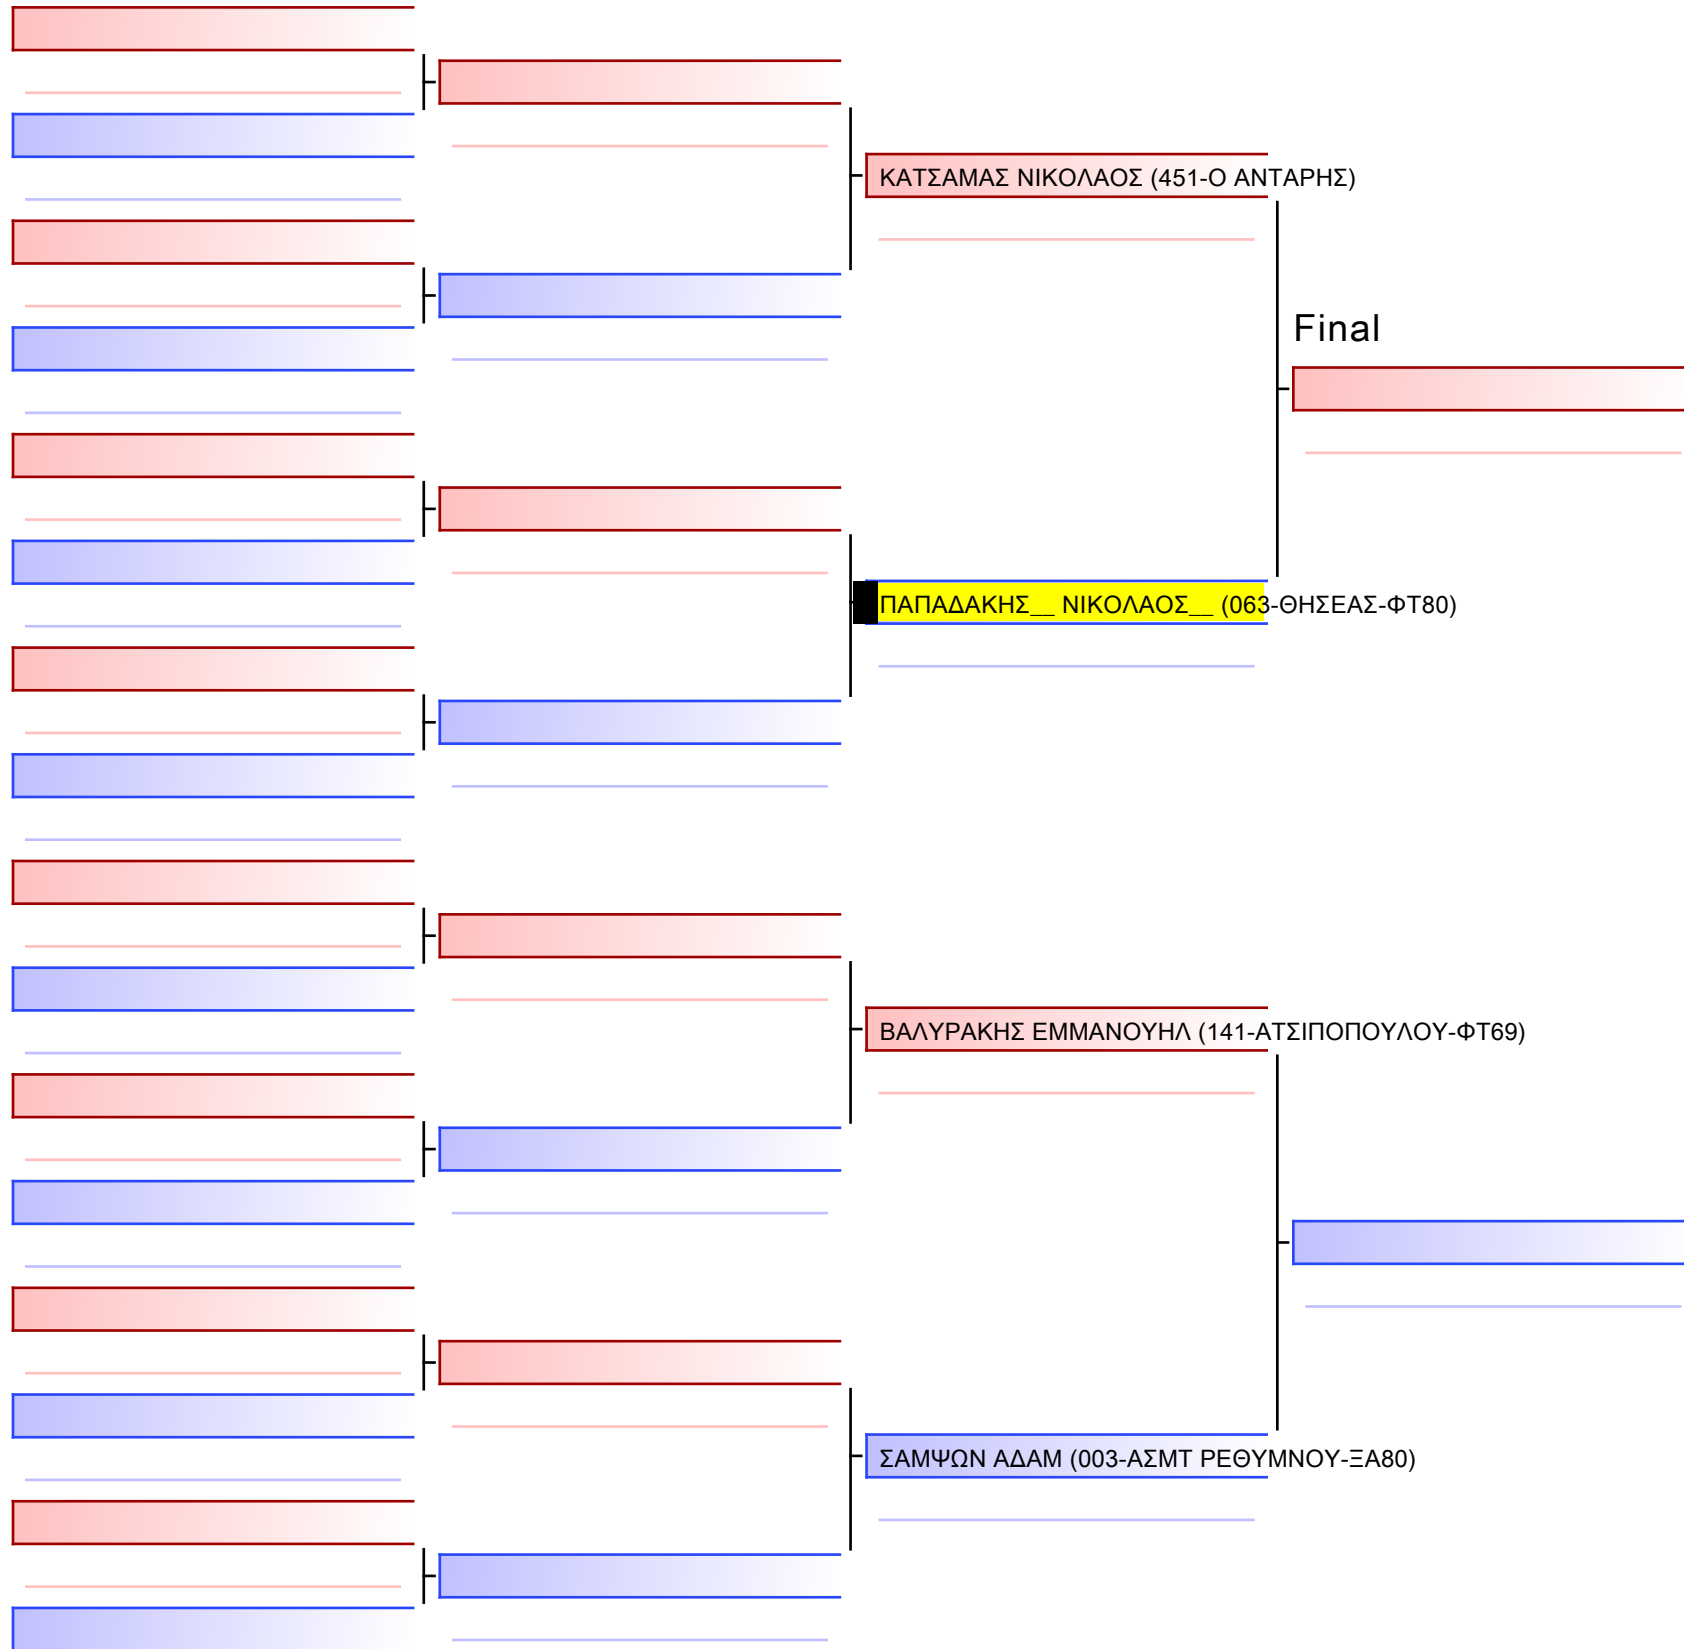 ΚΑΤΣΑΜΑΣ ΝΙΚΟΛΑΟΣ (451-Ο ΑΝΤΑΡΗΣ)
Final
ΠΑΠΑΔΑΚΗΣ__ ΝΙΚΟΛΑΟΣ__ (063-ΘΗΣΕΑΣ-ΦΤ80)
ΒΑΛΥΡΑΚΗΣ ΕΜΜΑΝΟΥΗΛ (141-ΑΤΣΙΠΟΠΟΥΛΟΥ-ΦΤ69)
ΣΑΜΨΩΝ ΑΔΑΜ (003-ΑΣΜΤ ΡΕΘΥΜΝΟΥ-ΞΑ80)